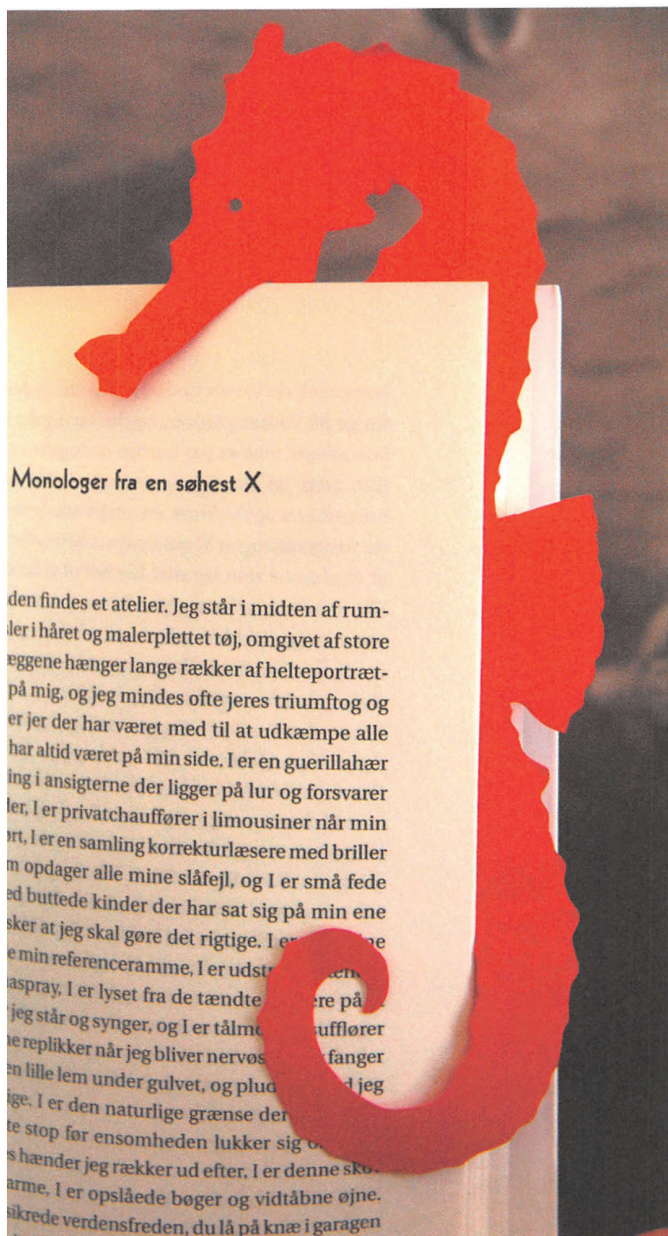 Monologer fra en søhest X
den findes et atelier. Jeg står i midten af rum-
i håret og malerplettet tøj, omgivet af store
æggene hænger lange rækker af helteportræt-
på mig, og jeg mindes ofte jeres triumftog og
er jer der har været med til at udkæmpe alle
har altid været på min side. I er en guerillahær
ing i ansigterne der ligger på lur og forsvarer
ler, I er privatchauffører i limousiner når min
ort, I er en samling korrekturlæsere med briller
m opdager alle mine slåfejl, og I er små fede
ed buttede kinder der har sat sig på min ene
sker at jeg skal gøre det rigtige. I
e min referenceramme, I er
aspray, I er lyset fra de tændte
jeg står og synger, og I er sufflører
ne replikker når jeg bliver fanger
en lille lem under gulvet, og jeg
ige. I er den naturlige grænse
te stop før ensomheden lukker sig
s hænder jeg rækker ud efter, I er denne
arme, I er opslåede bøger og vidtåbne øjne.
sikrede verdensfreden, du lå på knæ i garagen